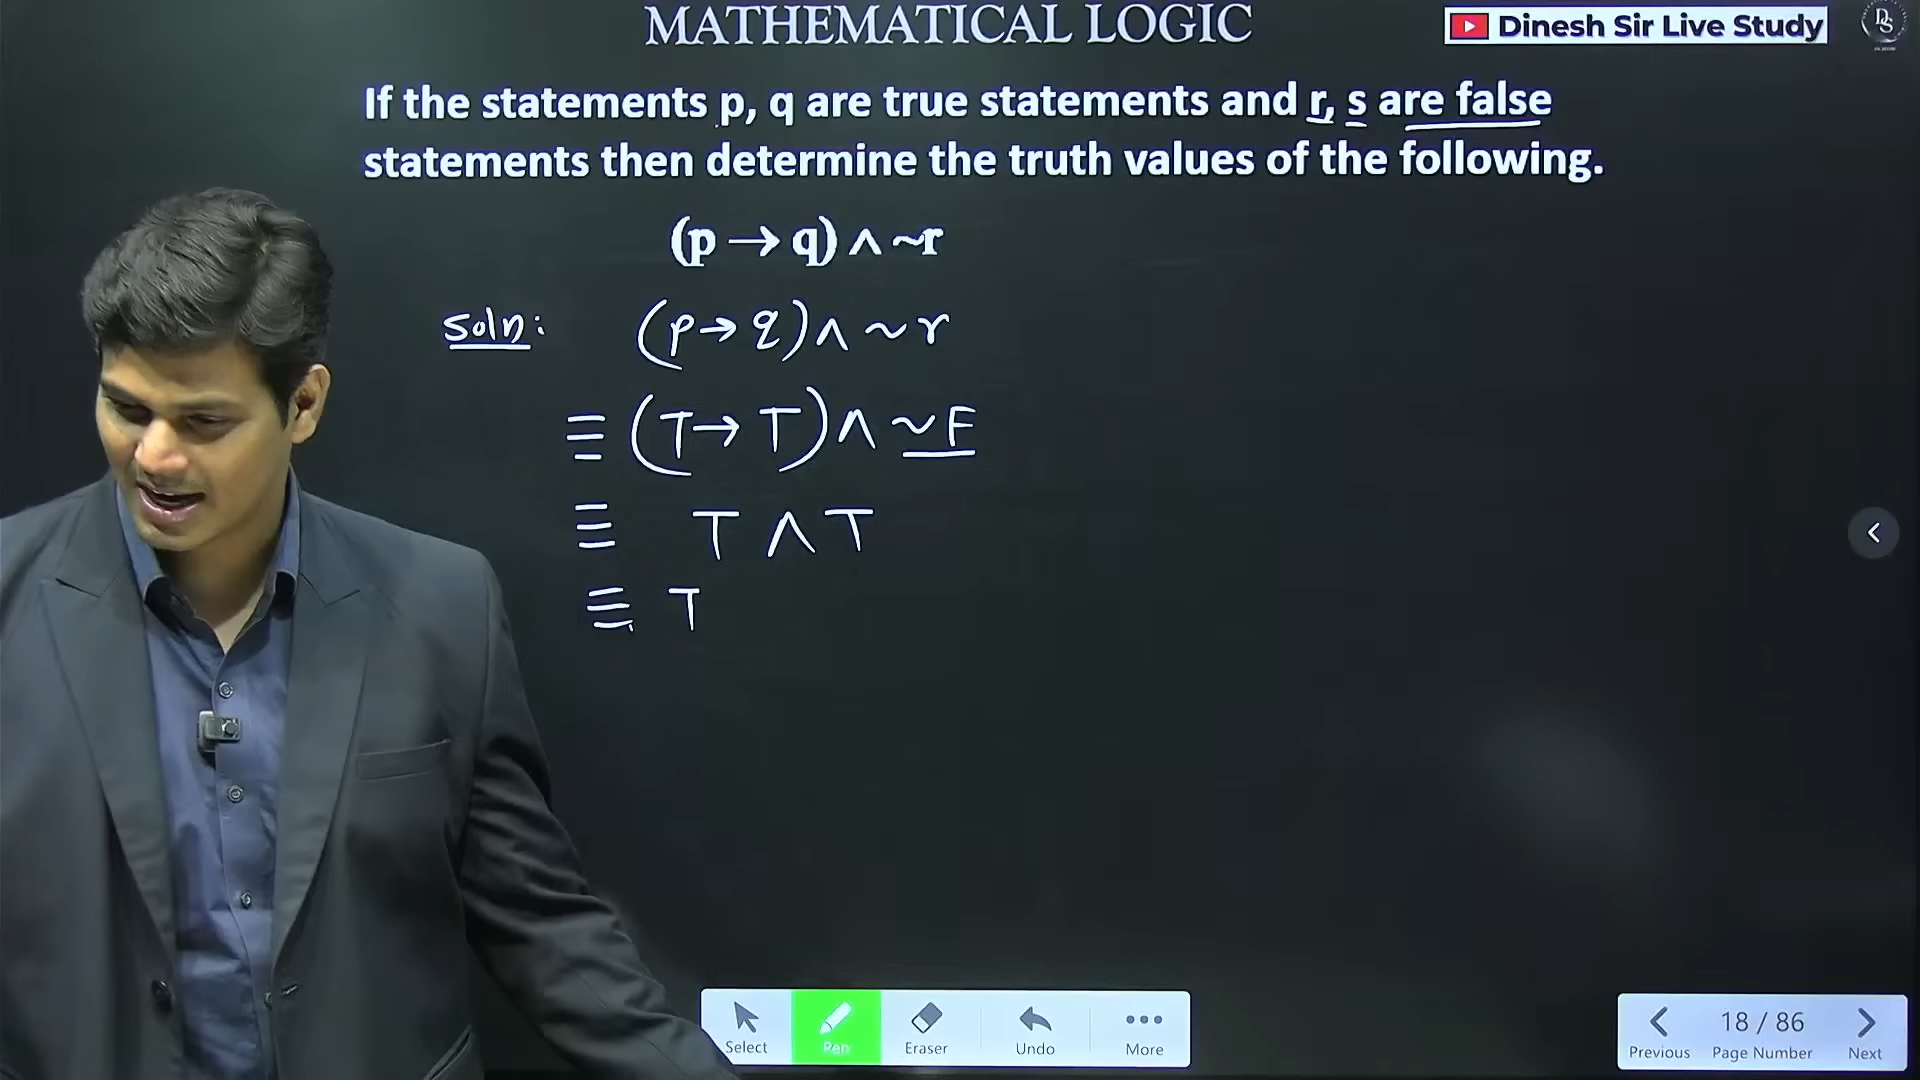 MATHEMATICAL LOGIC
Dinesh Sir Live Study
DS
If the statements p, q are true statements and r, s are false
statements then determine the truth values of the following.
(p → q) ∧ ~r
Soln: (p → q) ∧ ~r
≡ (T → T) ∧ ~F
≡ T ∧ T
≡ T
Select
Pen
Eraser
Undo
More
18 / 86
Previous Page Number Next